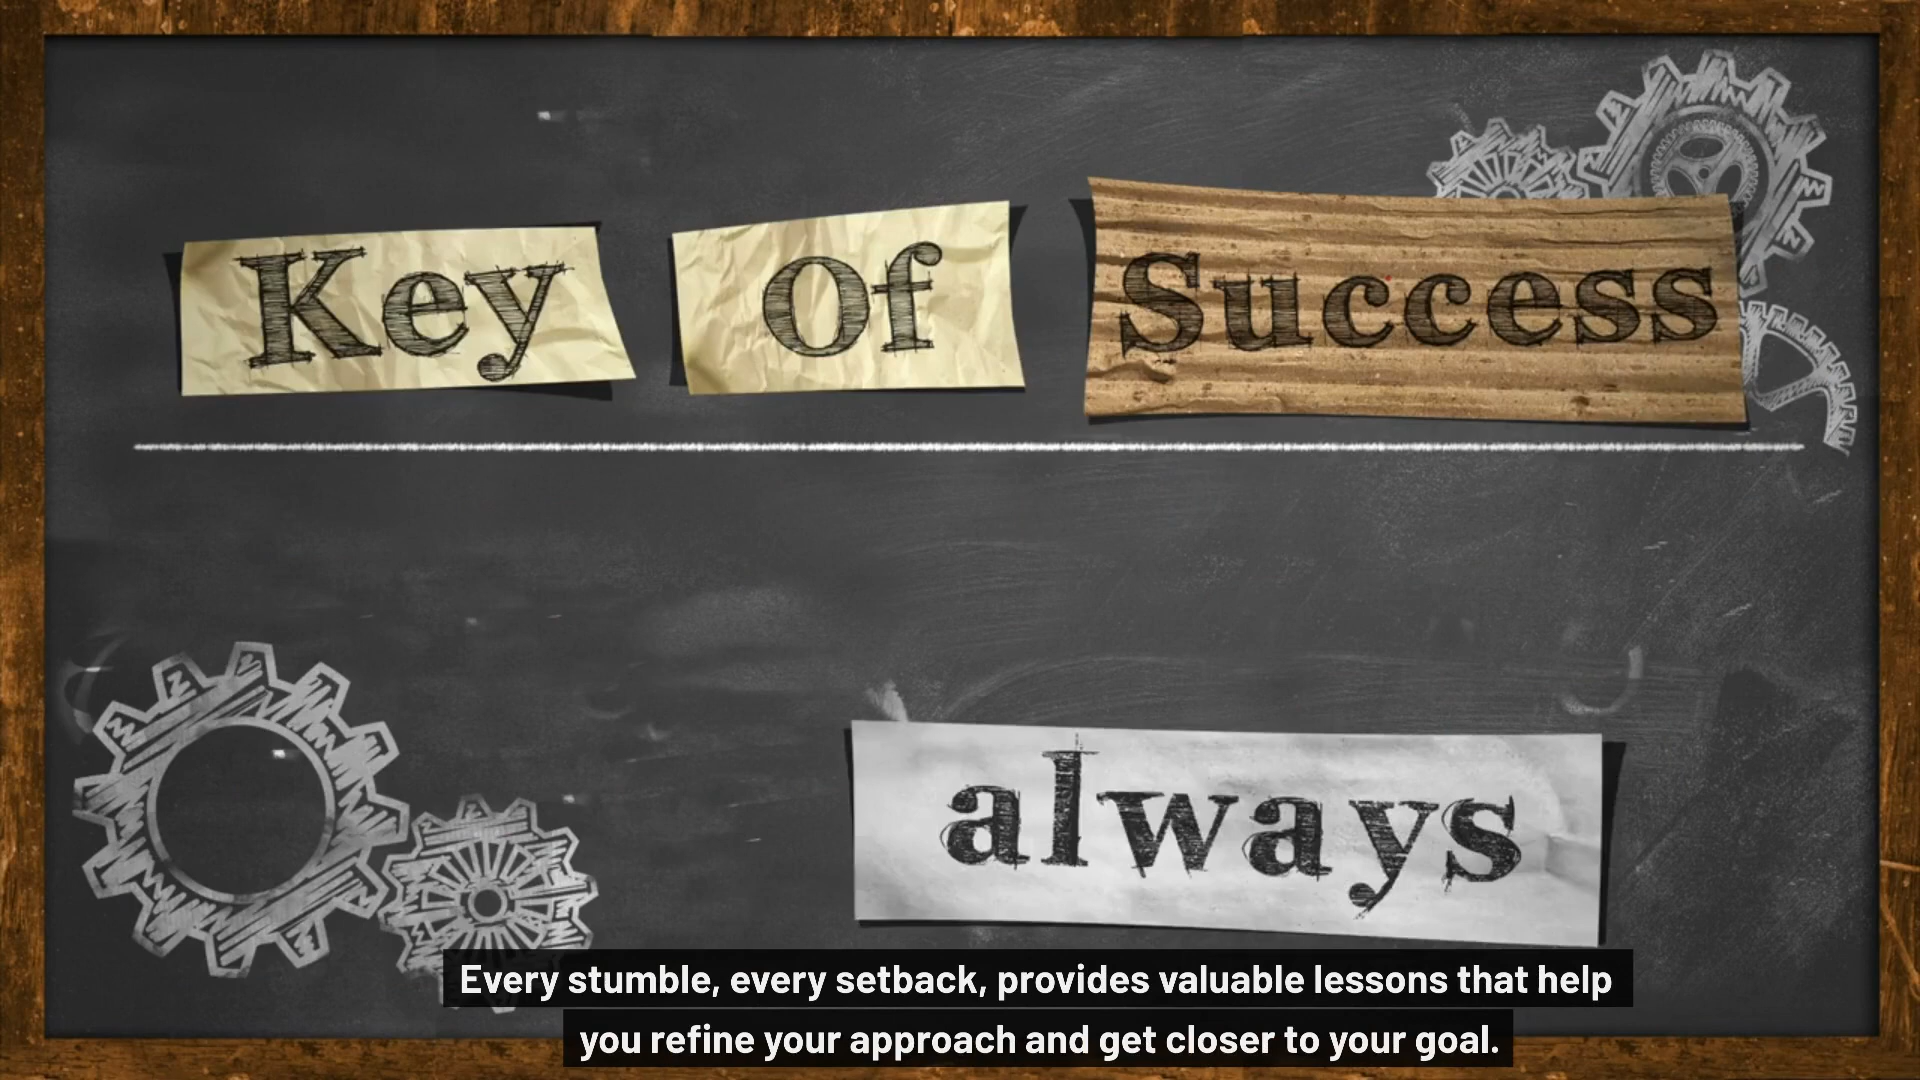 Key Of Success
always
Every stumble, every setback, provides valuable lessons that help
you refine your approach and get closer to your goal.